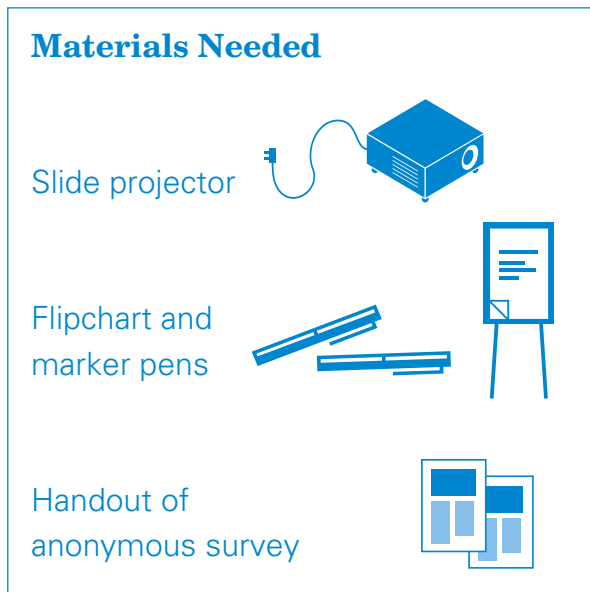 Materials Needed
Slide projector
Flipchart and
marker pens
Handout of
anonymous survey